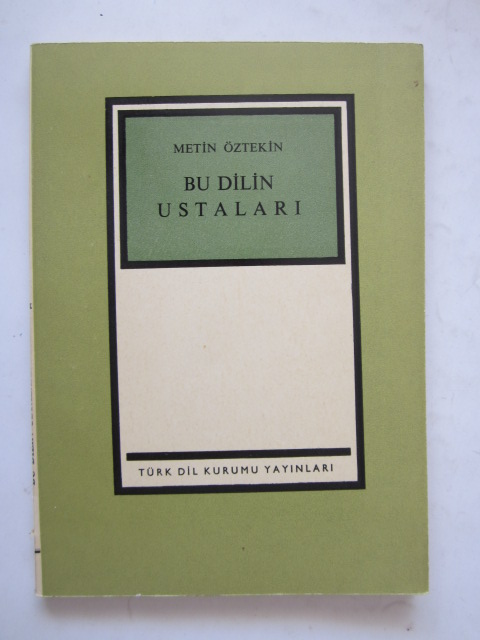 METİN ÖZTEKİN
BU DİLİN
USTALARI
TÜRK DİL KURUMU YAYINLARI